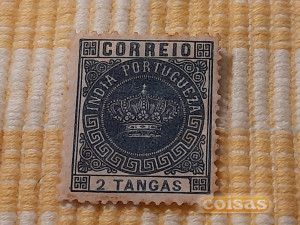 CORREIO
INDIA PORTUGUEZA
2 TANGAS
coisas